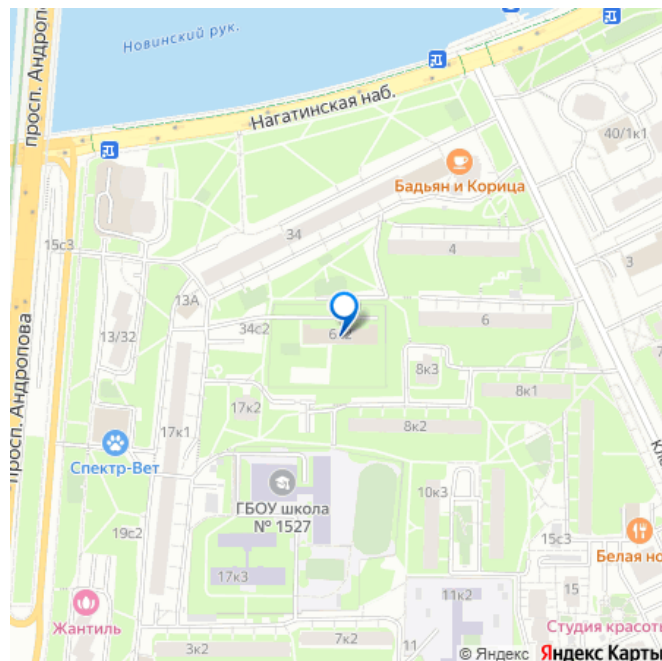 Новинский рук.
просп. Андропова
Нагатинская наб.
40/1к1
Бадьян и Корица
34
4
15с3
3
13А
6
34с2
13/32
8к3
8к1
17к2
8к2
17к1
Спектр-Вет
ГБОУ школа
№ 1527
10к3
просп. Андропова
19с2
15с3
Белая но
17к3
15
11к2
Жантиль
Студия красоты
7к2
11
3к2
© Яндекс
Яндекс Карты